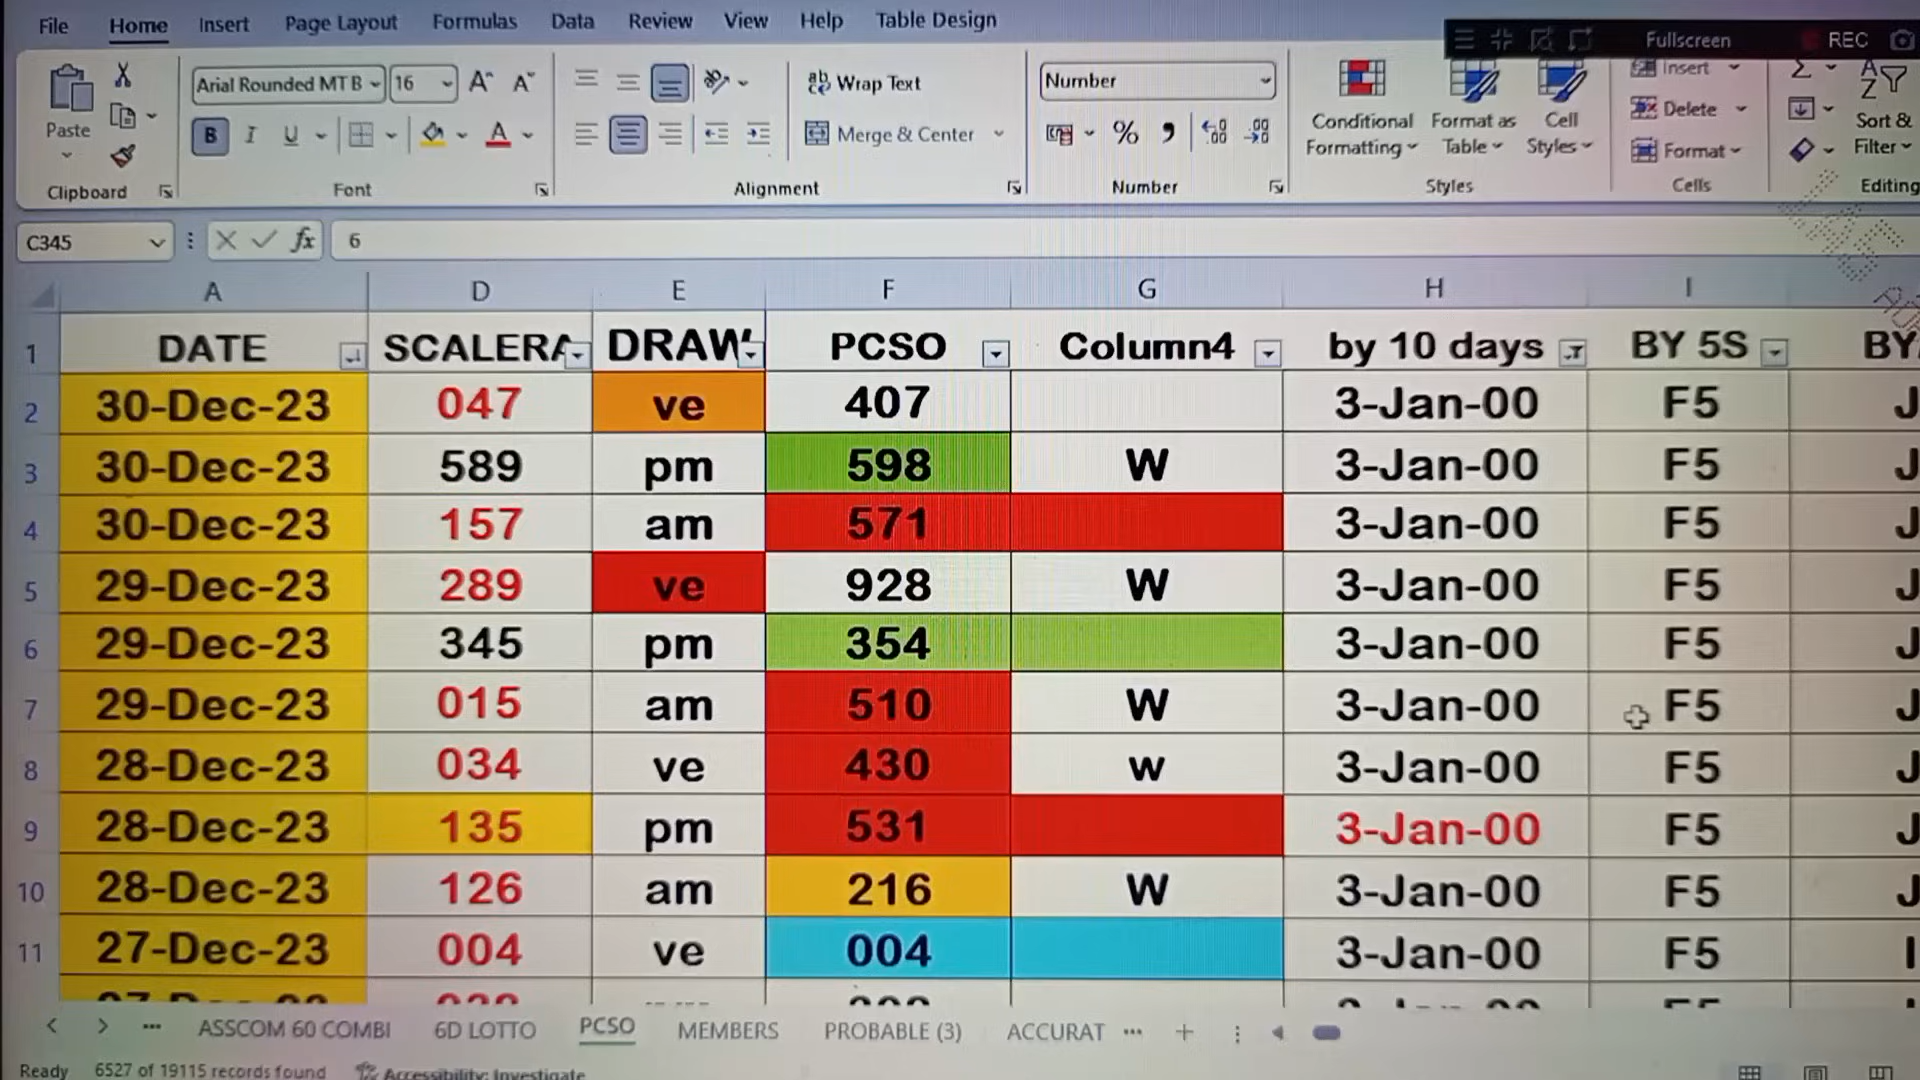 File Home Insert Page Layout Formulas Data Review View Help Table Design
Fullscreen REC
Arial Rounded MT B 16 Wrap Text Number Insert
Paste B I U Merge & Center Conditional Formatting Format as Table Cell Styles Delete Format Sort & Filter
Clipboard Font Alignment Number Styles Cells Editing
C345 fx 6
A D E F G H I
1 DATE SCALERA DRAW PCSO Column4 by 10 days BY 5S BY
2 30-Dec-23 047 ve 407 3-Jan-00 F5 J
3 30-Dec-23 589 pm 598 W 3-Jan-00 F5 J
4 30-Dec-23 157 am 571 3-Jan-00 F5 J
5 29-Dec-23 289 ve 928 W 3-Jan-00 F5 J
6 29-Dec-23 345 pm 354 3-Jan-00 F5 J
7 29-Dec-23 015 am 510 W 3-Jan-00 F5 J
8 28-Dec-23 034 ve 430 w 3-Jan-00 F5 J
9 28-Dec-23 135 pm 531 3-Jan-00 F5 J
10 28-Dec-23 126 am 216 W 3-Jan-00 F5 J
11 27-Dec-23 004 ve 004 3-Jan-00 F5
ASSCOM 60 COMBI 6D LOTTO PCSO MEMBERS PROBABLE (3) ACCURAT ...
Ready 6527 of 19115 records found Accessibility: Investigate